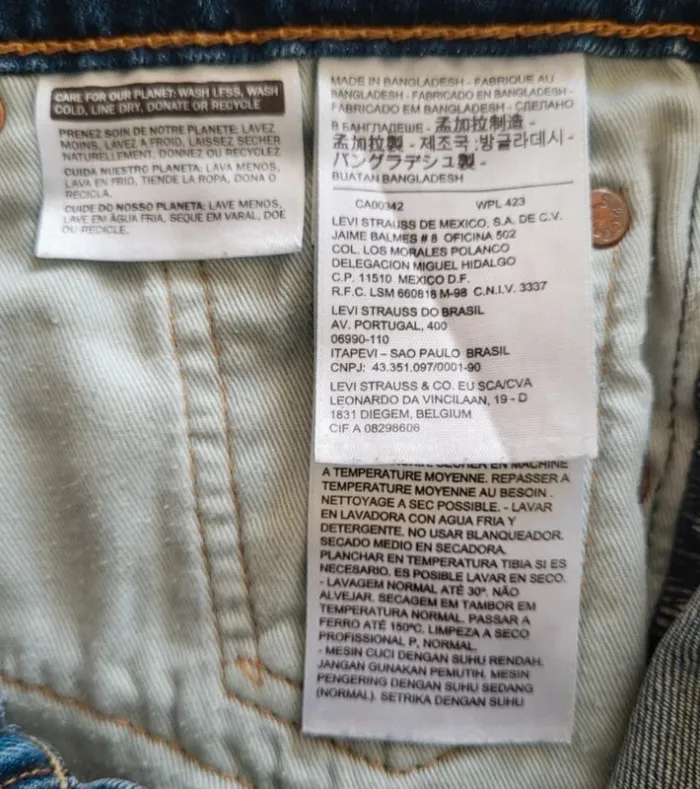 CARE FOR OUR PLANET: WASH LESS, WASH
COLD, LINE DRY, DONATE OR RECYCLE
PRENEZ SOIN DE NOTRE PLANETE: LAVEZ
MOINS, LAVEZ A FROID, LAISSEZ SECHER
NATURELLEMENT, DONNEZ OU RECYCLEZ
CUIDA NUESTRO PLANETA: LAVA MENOS,
LAVA EN FRIO, TIENDE LA ROPA, DONA O
RECICLA.
CUIDE DO NOSSO PLANETA: LAVE MENOS,
LAVE EM ÁGUA FRIA, SEQUE EM VARAL, DOE
OU RECICLE.
MADE IN BANGLADESH - FABRIQUE AU
BANGLADESH - FABRICADO EN BANGLADESH -
FABRICADO EM BANGLADESH - СДЕЛАНО
В БАНГЛАДЕШЕ - 孟加拉制造 -
孟加拉製 - 제조국 :방글라데시 -
バングラデシュ製 -
BUATAN BANGLADESH
CA00342 WPL 423
LEVI STRAUSS DE MEXICO, S.A. DE C.V.
JAIME BALMES # 8 OFICINA 502
COL. LOS MORALES POLANCO
DELEGACION MIGUEL HIDALGO
C.P. 11510 MEXICO D.F.
R.F.C. LSM 660818 M-98 C.N.I.V. 3337
LEVI STRAUSS DO BRASIL
AV. PORTUGAL, 400
06990-110
ITAPEVI – SAO PAULO BRASIL
CNPJ: 43.351.097/0001-90
LEVI STRAUSS & CO. EU SCA/CVA
LEONARDO DA VINCILAAN, 19 - D
1831 DIEGEM, BELGIUM
CIF A 08298606
SECHER EN MACHINE
A TEMPERATURE MOYENNE. REPASSER A
TEMPERATURE MOYENNE AU BESOIN .
NETTOYAGE A SEC POSSIBLE. - LAVAR
EN LAVADORA CON AGUA FRIA Y
DETERGENTE. NO USAR BLANQUEADOR.
SECADO MEDIO EN SECADORA.
PLANCHAR EN TEMPERATURA TIBIA SI ES
NECESARIO. ES POSIBLE LAVAR EN SECO.
- LAVAGEM NORMAL ATÉ 30º. NÃO
ALVEJAR. SECAGEM EM TAMBOR EM
TEMPERATURA NORMAL. PASSAR A
FERRO ATÉ 150ºC. LIMPEZA A SECO
PROFISSIONAL P, NORMAL.
- MESIN CUCI DENGAN SUHU RENDAH.
JANGAN GUNAKAN PEMUTIH. MESIN
PENGERING DENGAN SUHU SEDANG
(NORMAL). SETRIKA DENGAN SUHU